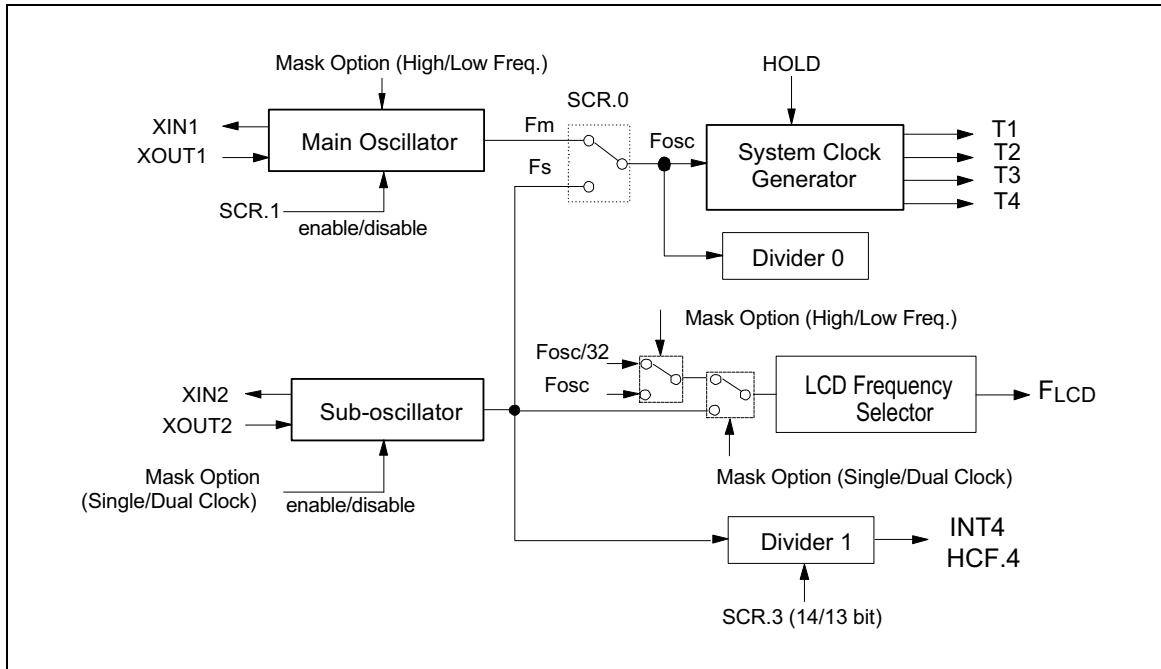 Mask Option (High/Low Freq.)
HOLD
SCR.0
XIN1
XOUT1
Main Oscillator
Fm
Fs
Fosc
System Clock
Generator
T1
T2
T3
T4
SCR.1
enable/disable
Divider 0
Mask Option (High/Low Freq.)
Fosc/32
Fosc
XIN2
XOUT2
Sub-oscillator
LCD Frequency
Selector
FLCD
Mask Option
(Single/Dual Clock)
enable/disable
Mask Option (Single/Dual Clock)
Divider 1
INT4
HCF.4
SCR.3 (14/13 bit)